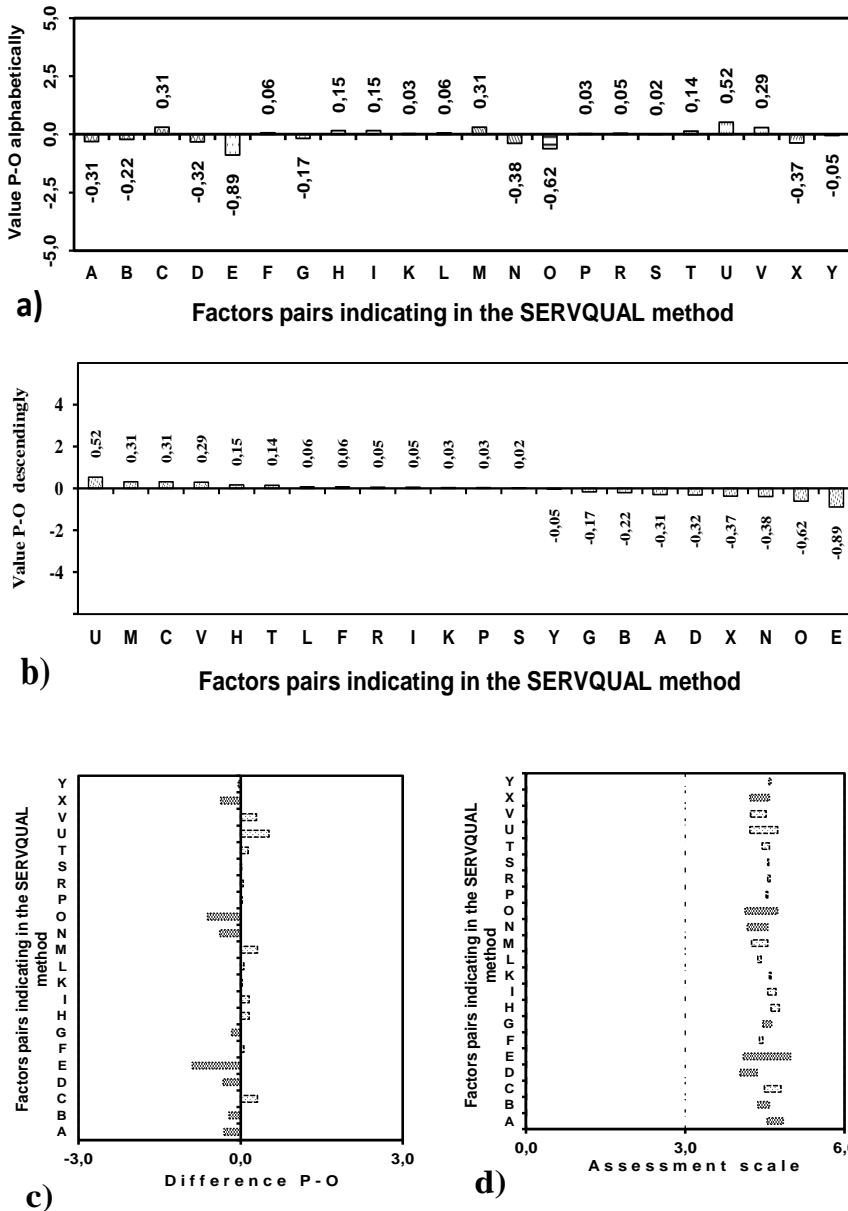 5,0
2,5
0,0
-2,5
-5,0
Value P-O alphabetically
-0,31
-0,22
0,31
-0,32
-0,89
0,06
-0,17
0,15
0,15
0,03
0,06
0,31
-0,38
-0,62
0,03
0,05
0,02
0,14
0,52
0,29
-0,37
-0,05
A B C D E F G H I K L M N O P R S T U V X Y
Factors pairs indicating in the SERVQUAL method
a)
4
2
0
-2
-4
Value P-O descendingly
0,52
0,31
0,31
0,29
0,15
0,14
0,06
0,06
0,05
0,05
0,03
0,03
0,02
-0,05
-0,17
-0,22
-0,31
-0,32
-0,37
-0,38
-0,62
-0,89
U M C V H T L F R I K P S Y G B A D X N O E
Factors pairs indicating in the SERVQUAL method
b)
Factors pairs indicating in the SERVQUAL
method
Y
X
V
U
T
S
R
P
O
N
M
L
K
I
H
G
F
E
D
C
B
A
-3,0 0,0 3,0
Difference P-O
c)
Factors pairs indicating in the SERVQUAL
method
Y
X
V
U
T
S
R
P
O
N
M
L
K
I
H
G
F
E
D
C
B
A
0,0 3,0 6,0
Assessment scale
d)